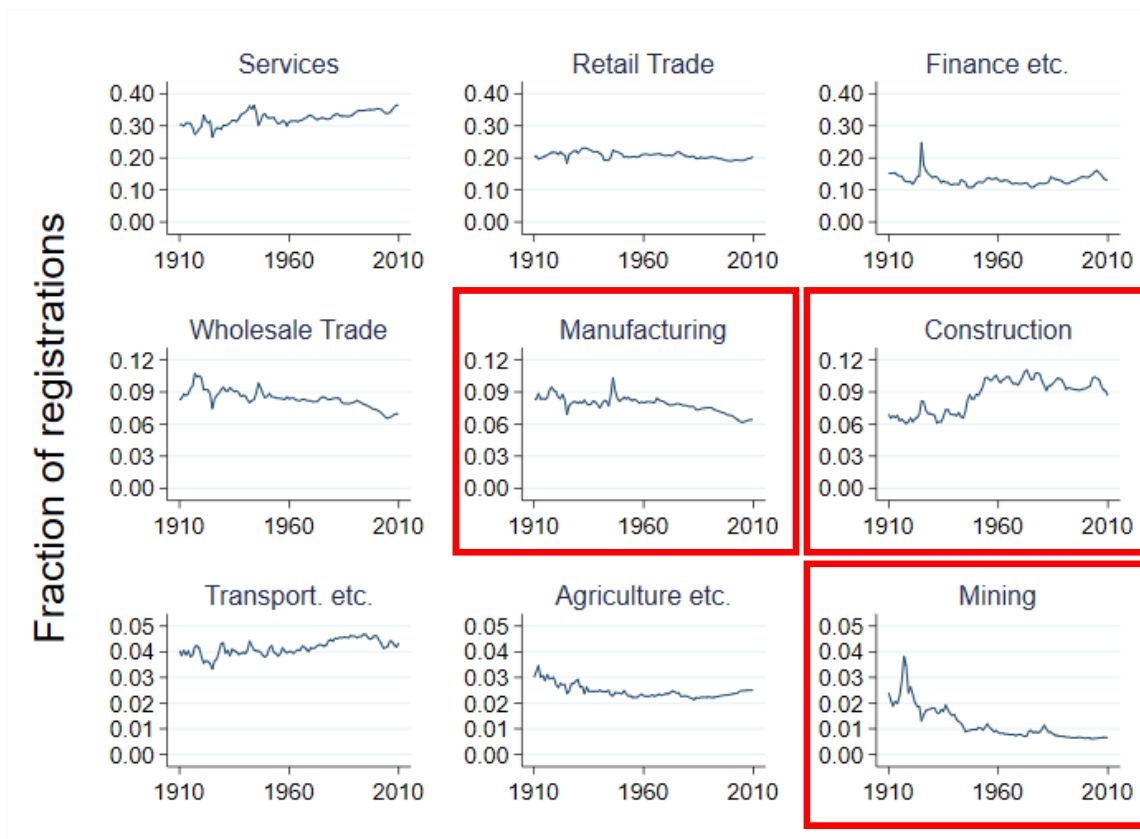 Fraction of registrations
Services
0.40
0.30
0.20
0.10
0.00
1910 1960 2010
Retail Trade
0.40
0.30
0.20
0.10
0.00
1910 1960 2010
Finance etc.
0.40
0.30
0.20
0.10
0.00
1910 1960 2010
Wholesale Trade
0.12
0.09
0.06
0.03
0.00
1910 1960 2010
Manufacturing
0.12
0.09
0.06
0.03
0.00
1910 1960 2010
Construction
0.12
0.09
0.06
0.03
0.00
1910 1960 2010
Transport. etc.
0.05
0.04
0.03
0.02
0.01
0.00
1910 1960 2010
Agriculture etc.
0.05
0.04
0.03
0.02
0.01
0.00
1910 1960 2010
Mining
0.05
0.04
0.03
0.02
0.01
0.00
1910 1960 2010